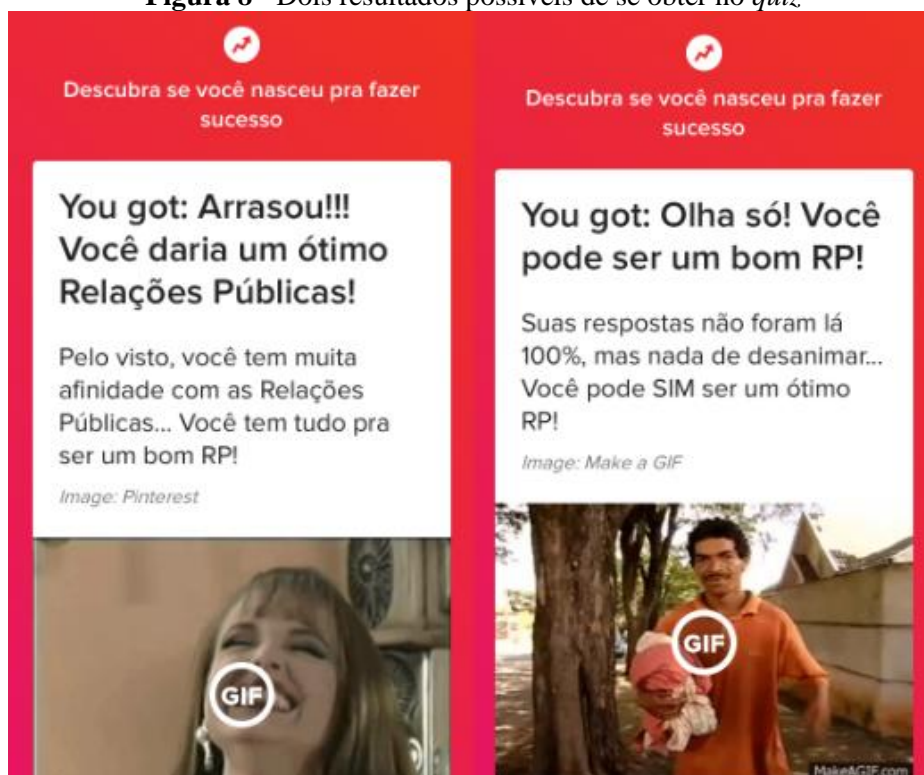 Figura 8 - Dois resultados possíveis de se obter no quiz
Descubra se você nasceu pra fazer
sucesso
You got: Arrasou!!!
Você daria um ótimo
Relações Públicas!
Pelo visto, você tem muita
afinidade com as Relações
Públicas... Você tem tudo pra
ser um bom RP!
Image: Pinterest
GIF
Descubra se você nasceu pra fazer
sucesso
You got: Olha só! Você
pode ser um bom RP!
Suas respostas não foram lá
100%, mas nada de desanimar...
Você pode SIM ser um ótimo
RP!
Image: Make a GIF
GIF
MakeAGIF.com